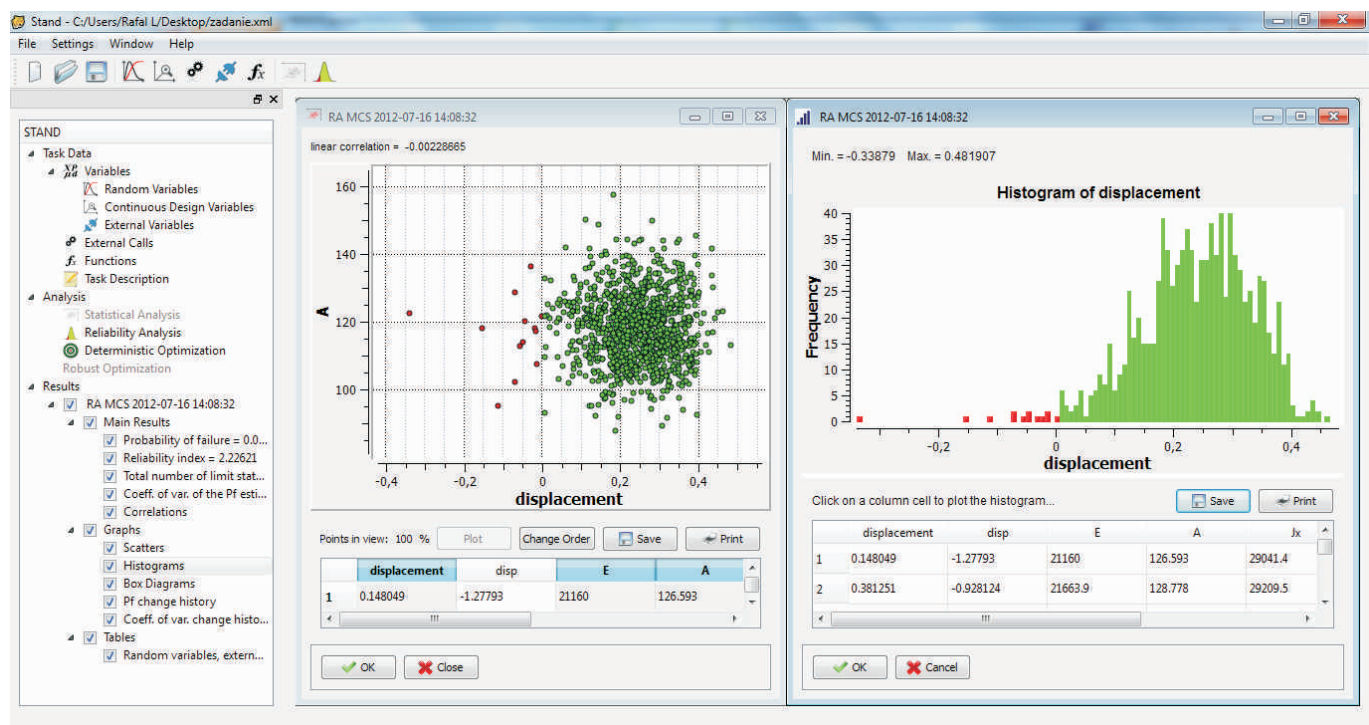 Stand - C:/Users/Rafal L/Desktop/zadanie.xml
File Settings Window Help
fx
STAND
Task Data
Variables
Random Variables
Continuous Design Variables
External Variables
External Calls
Functions
Task Description
Analysis
Statistical Analysis
Reliability Analysis
Deterministic Optimization
Robust Optimization
Results
RA MCS 2012-07-16 14:08:32
Main Results
Probability of failure = 0.0...
Reliability index = 2.22621
Total number of limit stat...
Coeff. of var. of the Pf esti...
Correlations
Graphs
Scatters
Histograms
Box Diagrams
Pf change history
Coeff. of var. change histo...
Tables
Random variables, extern...
RA MCS 2012-07-16 14:08:32
linear correlation = -0.00228665
160
140
120
100
A
-0,4 -0,2 0 0,2 0,4
displacement
Points in view: 100 % Plot Change Order Save Print
displacement disp E A
1 0.148049 -1.27793 21160 126.593
OK Close
RA MCS 2012-07-16 14:08:32
Min. = -0.33879 Max. = 0.481907
Histogram of displacement
40
35
30
25
20
15
10
5
0
Frequency
-0,2 0 0,2 0,4
displacement
Click on a column cell to plot the histogram... Save Print
displacement disp E A Jx
1 0.148049 -1.27793 21160 126.593 29041.4
2 0.381251 -0.928124 21663.9 128.778 29209.5
OK Cancel